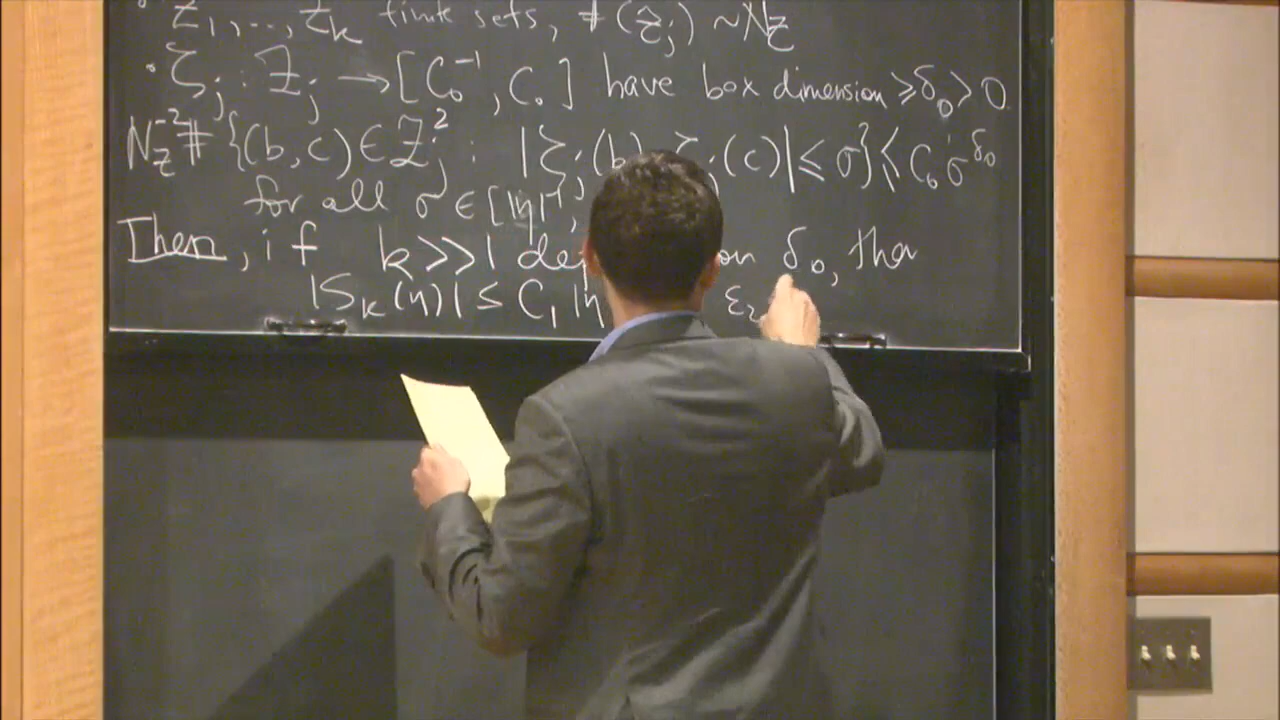 Z_1, ..., Z_k finite sets, #(Z_j) ~ N_Z
• ζ_j : Z_j → [C_0^{-1}, C_0] have box dimension ≥ δ_0 > 0
N_Z^{-2} # {(b, c) ∈ Z_j^2 : |ζ_j(b) ζ_j(c)| ≤ σ} ≤ C_0 σ^{δ_0}
for all σ ∈ [|η|^{-1},
Then, if k >> 1 on δ_0, then
|S_k(η)| ≤ C_1 |η ε_2